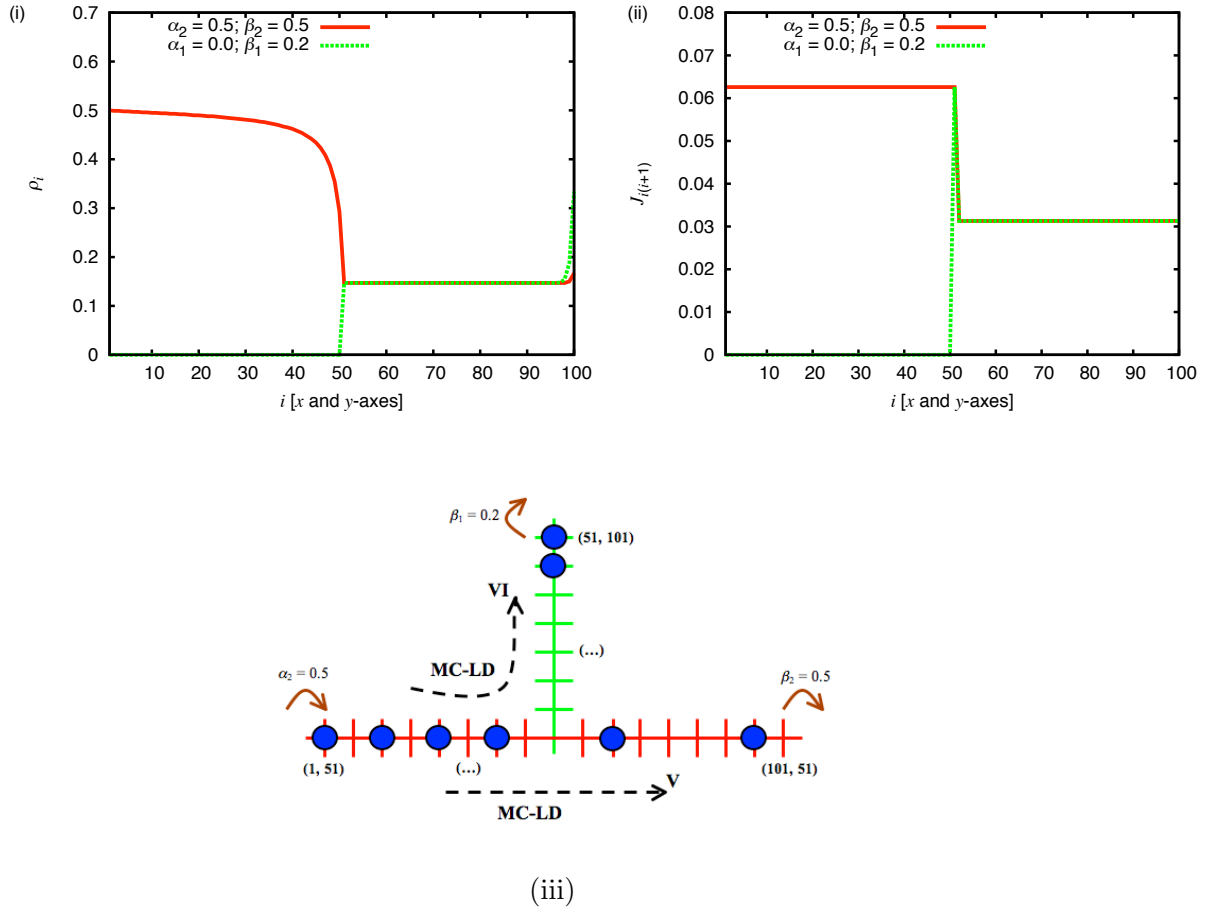 (i)
α₂ = 0.5; β₂ = 0.5
α₁ = 0.0; β₁ = 0.2
ρᵢ
0.7
0.6
0.5
0.4
0.3
0.2
0.1
0
10 20 30 40 50 60 70 80 90 100
i [x and y-axes]
(ii)
α₂ = 0.5; β₂ = 0.5
α₁ = 0.0; β₁ = 0.2
J_{i(i+1)}
0.08
0.07
0.06
0.05
0.04
0.03
0.02
0.01
0
10 20 30 40 50 60 70 80 90 100
i [x and y-axes]
β₁ = 0.2
(51, 101)
VI
(...)
MC-LD
α₂ = 0.5
β₂ = 0.5
(1, 51)
(...)
(101, 51)
V
MC-LD
(iii)